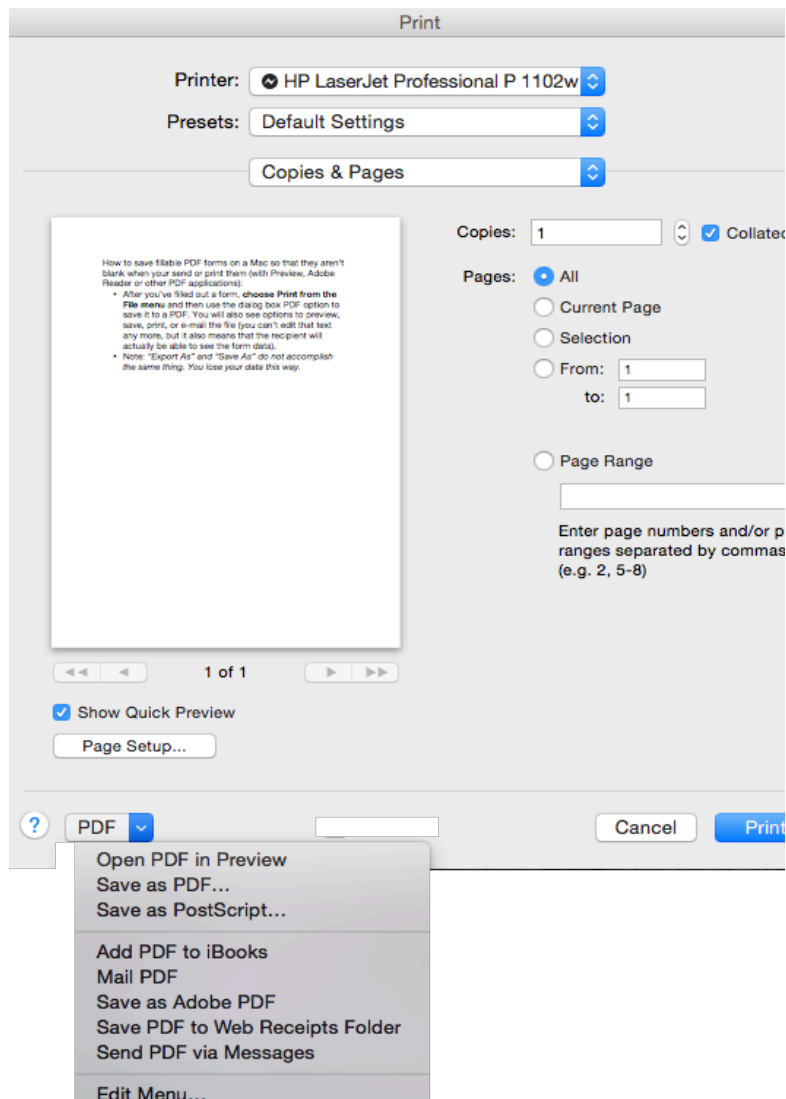 Print
Printer: HP LaserJet Professional P 1102w
Presets: Default Settings
Copies & Pages
How to save fillable PDF forms on a Mac so that they aren't
blank when your send or print them (with Preview, Adobe
Reader or other PDF applications):
• After you've filled out a form, choose Print from the
File menu and then use the dialog box PDF option to
save it to a PDF. You will also see options to preview,
save, print, or e-mail the file (you can't edit that text
any more, but it also means that the recipient will
actually be able to see the form data).
• Note: "Export As" and "Save As" do not accomplish
the same thing. You lose your data this way.
1 of 1
Show Quick Preview
Page Setup...
Copies: 1 Collated
Pages: All
Current Page
Selection
From: 1
to: 1
Page Range
Enter page numbers and/or p
ranges separated by commas
(e.g. 2, 5-8)
? PDF Cancel Print
Open PDF in Preview
Save as PDF...
Save as PostScript...
Add PDF to iBooks
Mail PDF
Save as Adobe PDF
Save PDF to Web Receipts Folder
Send PDF via Messages
Edit Menu...